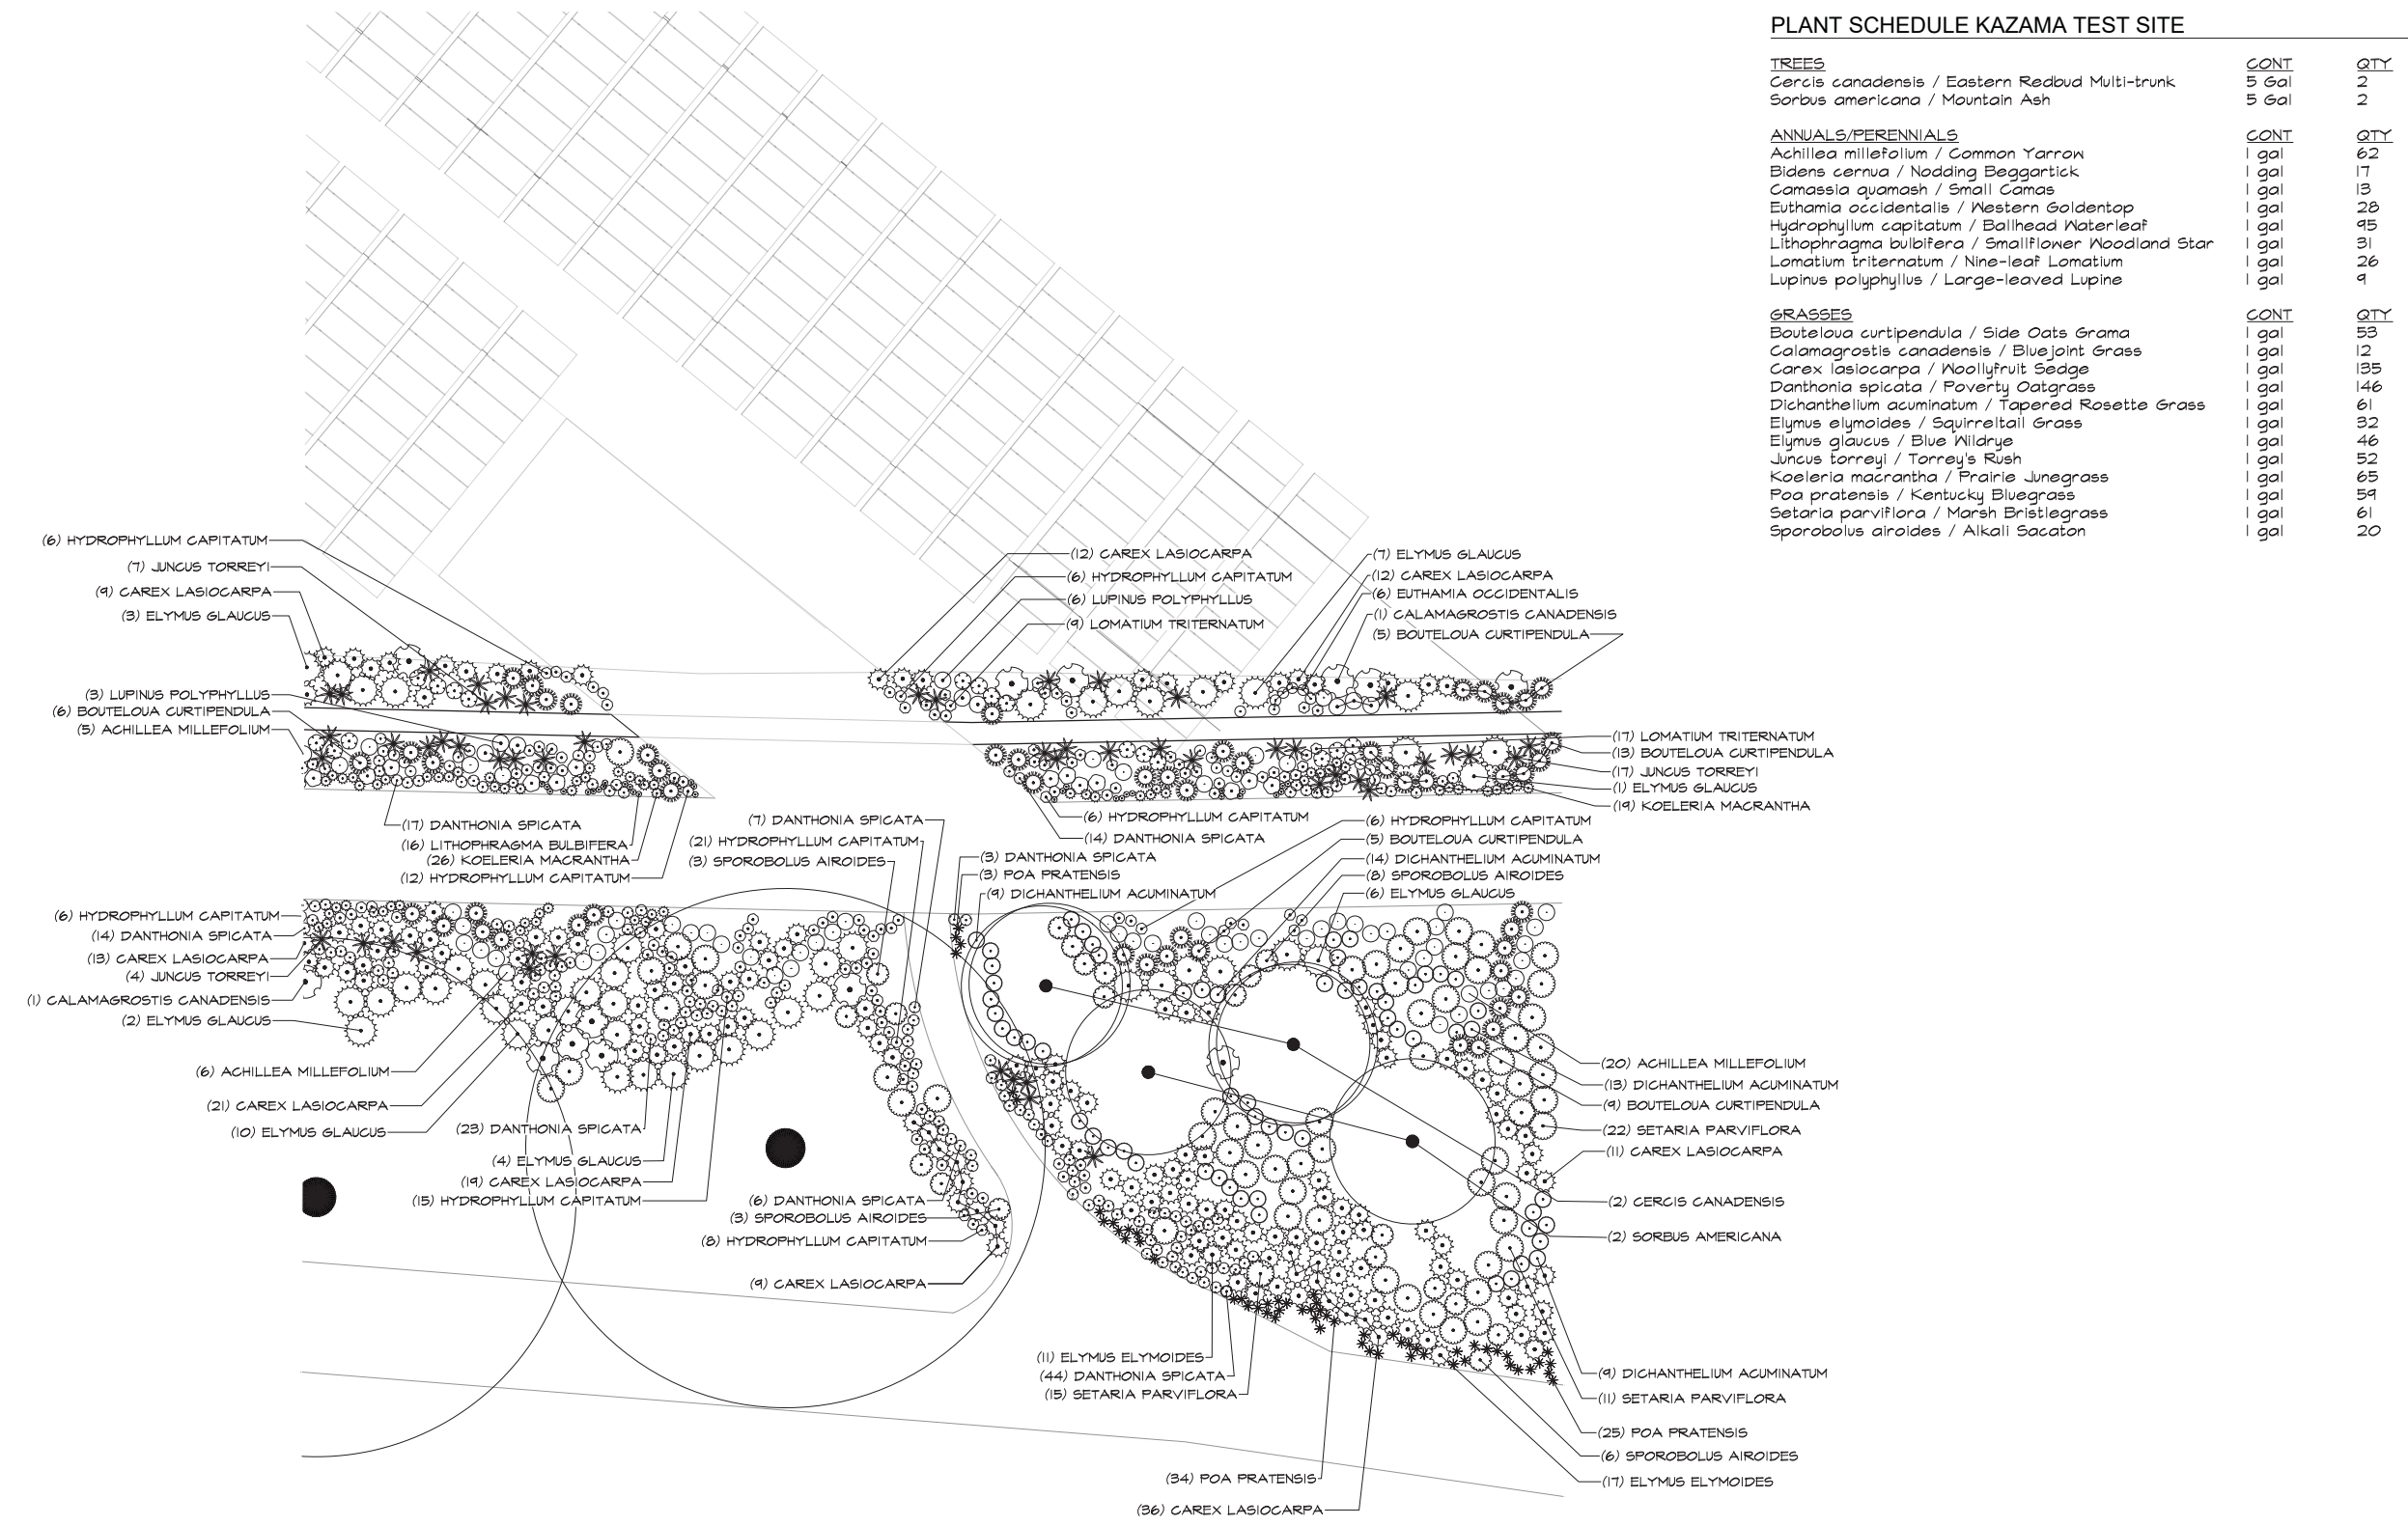 PLANT SCHEDULE KAZAMA TEST SITE
TREES CONT QTY
Cercis canadensis / Eastern Redbud Multi-trunk 5 Gal 2
Sorbus americana / Mountain Ash 5 Gal 2
ANNUALS/PERENNIALS CONT QTY
Achillea millefolium / Common Yarrow 1 gal 62
Bidens cernua / Nodding Beggartick 1 gal 17
Camassia quamash / Small Camas 1 gal 13
Euthamia occidentalis / Western Goldentop 1 gal 28
Hydrophyllum capitatum / Ballhead Waterleaf 1 gal 95
Lithophragma bulbifera / Smallflower Woodland Star 1 gal 31
Lomatium triternatum / Nine-leaf Lomatium 1 gal 26
Lupinus polyphyllus / Large-leaved Lupine 1 gal 9
GRASSES CONT QTY
Bouteloua curtipendula / Side Oats Grama 1 gal 53
Calamagrostis canadensis / Bluejoint Grass 1 gal 12
Carex lasiocarpa / Woollyfruit Sedge 1 gal 135
Danthonia spicata / Poverty Oatgrass 1 gal 146
Dichanthelium acuminatum / Tapered Rosette Grass 1 gal 61
Elymus elymoides / Squirreltail Grass 1 gal 32
Elymus glaucus / Blue Wildrye 1 gal 46
Juncus torreyi / Torrey's Rush 1 gal 52
Koeleria macrantha / Prairie Junegrass 1 gal 65
Poa pratensis / Kentucky Bluegrass 1 gal 59
Setaria parviflora / Marsh Bristlegrass 1 gal 61
Sporobolus airoides / Alkali Sacaton 1 gal 20
(6) HYDROPHYLLUM CAPITATUM
(7) JUNCUS TORREYI
(9) CAREX LASIOCARPA
(3) ELYMUS GLAUCUS
(12) CAREX LASIOCARPA
(6) HYDROPHYLLUM CAPITATUM
(6) LUPINUS POLYPHYLLUS
(9) LOMATIUM TRITERNATUM
(7) ELYMUS GLAUCUS
(12) CAREX LASIOCARPA
(6) EUTHAMIA OCCIDENTALIS
(1) CALAMAGROSTIS CANADENSIS
(5) BOUTELOUA CURTIPENDULA
(3) LUPINUS POLYPHYLLUS
(6) BOUTELOUA CURTIPENDULA
(5) ACHILLEA MILLEFOLIUM
(17) LOMATIUM TRITERNATUM
(13) BOUTELOUA CURTIPENDULA
(17) JUNCUS TORREYI
(1) ELYMUS GLAUCUS
(19) KOELERIA MACRANTHA
(17) DANTHONIA SPICATA
(16) LITHOPHRAGMA BULBIFERA
(26) KOELERIA MACRANTHA
(12) HYDROPHYLLUM CAPITATUM
(7) DANTHONIA SPICATA
(21) HYDROPHYLLUM CAPITATUM
(3) SPOROBOLUS AIROIDES
(6) HYDROPHYLLUM CAPITATUM
(14) DANTHONIA SPICATA
(3) DANTHONIA SPICATA
(3) POA PRATENSIS
(9) DICHANTHELIUM ACUMINATUM
(6) HYDROPHYLLUM CAPITATUM
(5) BOUTELOUA CURTIPENDULA
(14) DICHANTHELIUM ACUMINATUM
(8) SPOROBOLUS AIROIDES
(6) ELYMUS GLAUCUS
(6) HYDROPHYLLUM CAPITATUM
(14) DANTHONIA SPICATA
(13) CAREX LASIOCARPA
(4) JUNCUS TORREYI
(1) CALAMAGROSTIS CANADENSIS
(2) ELYMUS GLAUCUS
(6) ACHILLEA MILLEFOLIUM
(21) CAREX LASIOCARPA
(10) ELYMUS GLAUCUS
(23) DANTHONIA SPICATA
(4) ELYMUS GLAUCUS
(19) CAREX LASIOCARPA
(15) HYDROPHYLLUM CAPITATUM
(6) DANTHONIA SPICATA
(3) SPOROBOLUS AIROIDES
(8) HYDROPHYLLUM CAPITATUM
(9) CAREX LASIOCARPA
(20) ACHILLEA MILLEFOLIUM
(13) DICHANTHELIUM ACUMINATUM
(9) BOUTELOUA CURTIPENDULA
(22) SETARIA PARVIFLORA
(11) CAREX LASIOCARPA
(2) CERCIS CANADENSIS
(2) SORBUS AMERICANA
(11) ELYMUS ELYMOIDES
(44) DANTHONIA SPICATA
(15) SETARIA PARVIFLORA
(9) DICHANTHELIUM ACUMINATUM
(11) SETARIA PARVIFLORA
(25) POA PRATENSIS
(6) SPOROBOLUS AIROIDES
(17) ELYMUS ELYMOIDES
(34) POA PRATENSIS
(36) CAREX LASIOCARPA